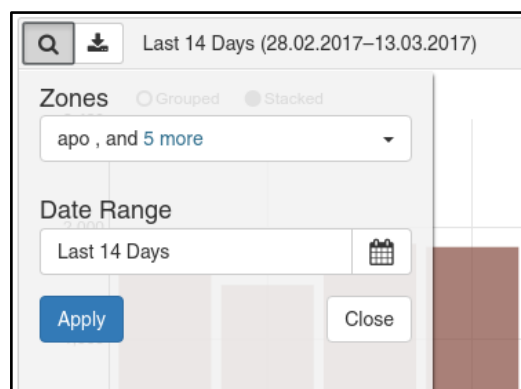 Last 14 Days (28.02.2017–13.03.2017)
Zones
Grouped Stacked
apo , and 5 more
Date Range
Last 14 Days
Apply Close